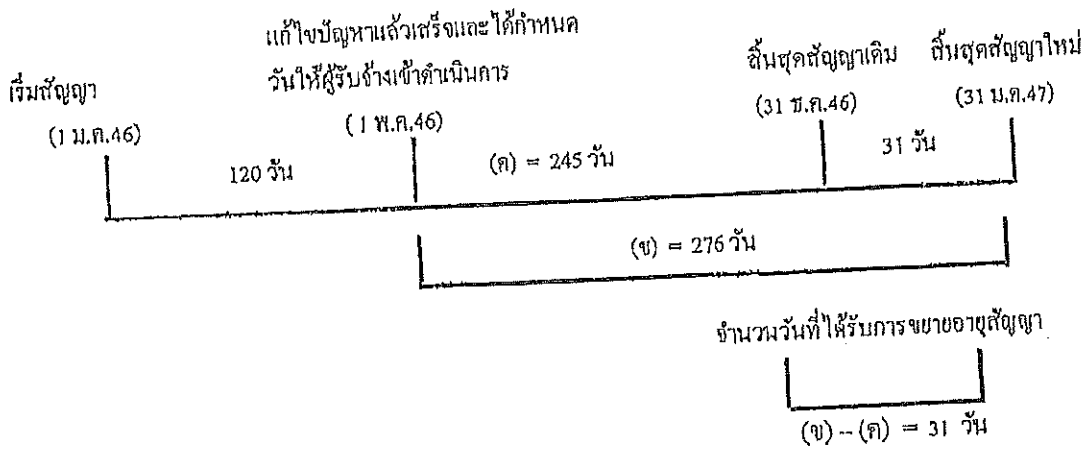 แก้ไขปัญหาแล้วเสร็จและได้กำหนด
วันให้ผู้รับจ้างเข้าดำเนินการ
เริ่มสัญญา
สิ้นสุดสัญญาเดิม
สิ้นสุดสัญญาใหม่
(1 ม.ค.46)
(1 พ.ค.46)
(31 ธ.ค.46)
(31 ม.ค.47)
120 วัน
(ค) = 245 วัน
31 วัน
(ข) = 276 วัน
จำนวนวันที่ได้รับการขยายอายุสัญญา
(ข) -- (ค) = 31 วัน